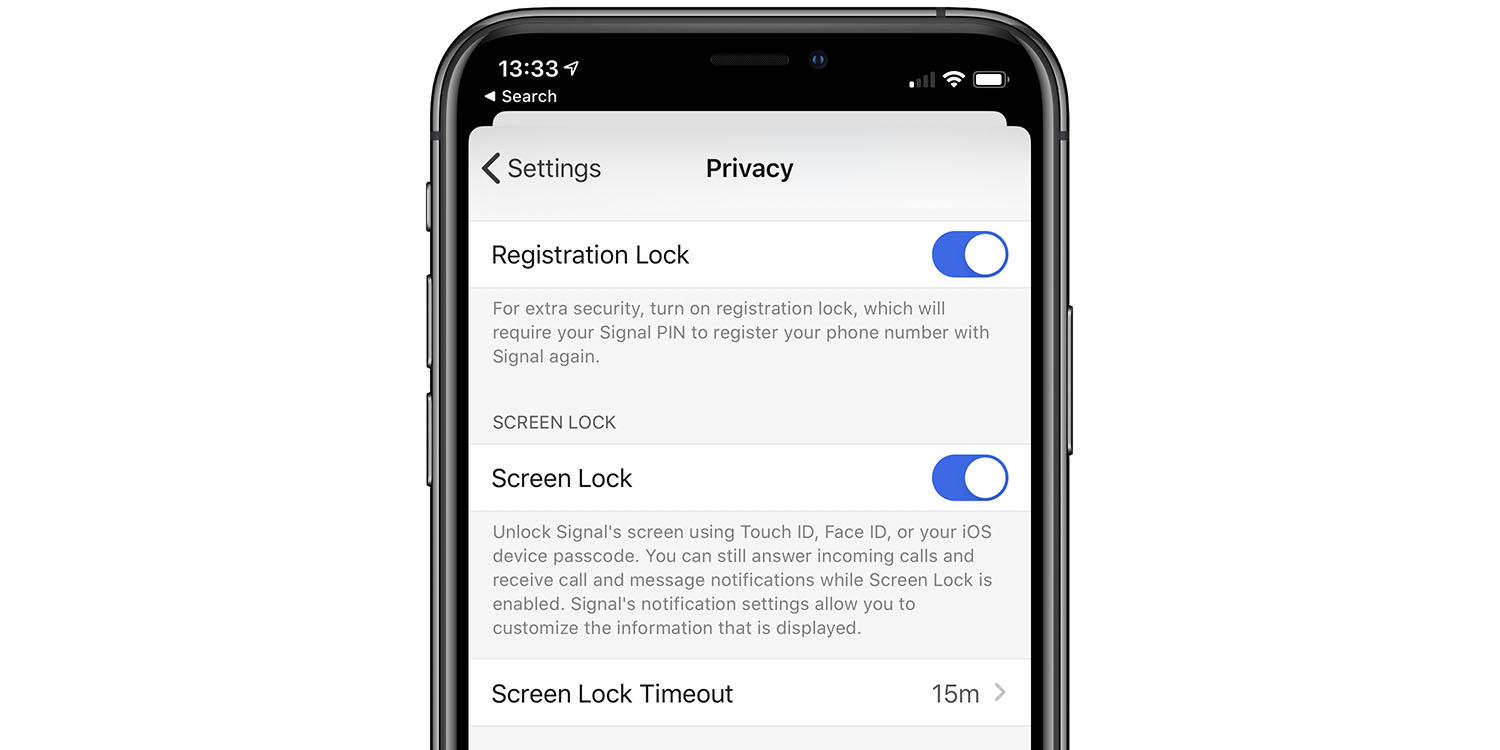 13:33
◀ Search
Settings
Privacy
Registration Lock
For extra security, turn on registration lock, which will
require your Signal PIN to register your phone number with
Signal again.
SCREEN LOCK
Screen Lock
Unlock Signal's screen using Touch ID, Face ID, or your iOS
device passcode. You can still answer incoming calls and
receive call and message notifications while Screen Lock is
enabled. Signal's notification settings allow you to
customize the information that is displayed.
Screen Lock Timeout 15m